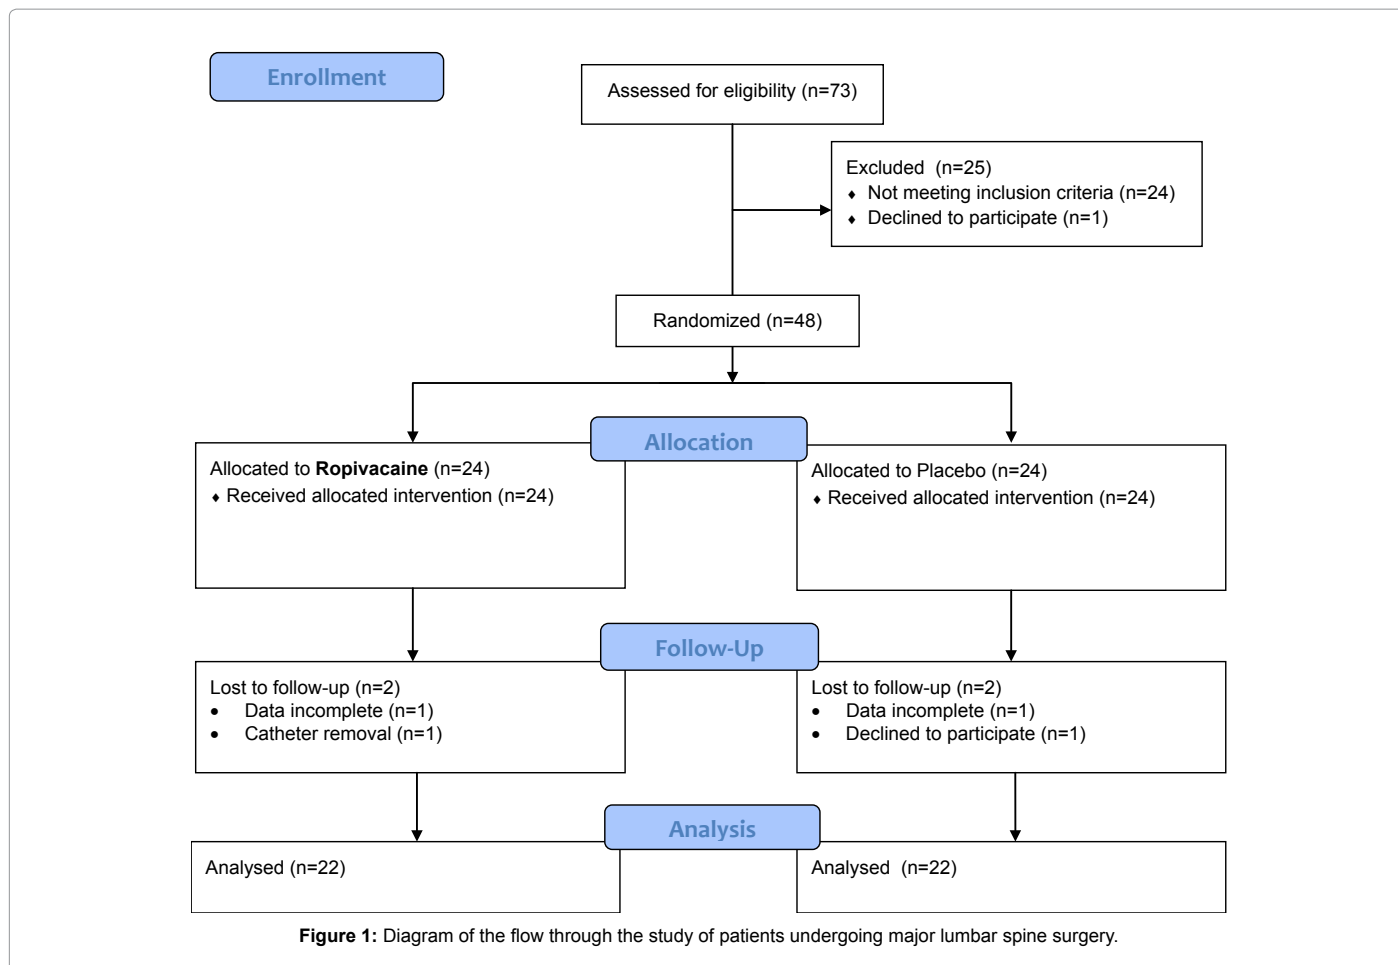 Enrollment
Assessed for eligibility (n=73)
Excluded (n=25)
♦ Not meeting inclusion criteria (n=24)
♦ Declined to participate (n=1)
Randomized (n=48)
Allocation
Allocated to Ropivacaine (n=24)
♦ Received allocated intervention (n=24)
Allocated to Placebo (n=24)
♦ Received allocated intervention (n=24)
Follow-Up
Lost to follow-up (n=2)
• Data incomplete (n=1)
• Catheter removal (n=1)
Lost to follow-up (n=2)
• Data incomplete (n=1)
• Declined to participate (n=1)
Analysis
Analysed (n=22)
Analysed (n=22)
Figure 1: Diagram of the flow through the study of patients undergoing major lumbar spine surgery.